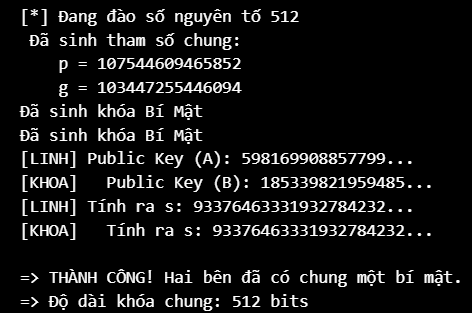 [*] Đang đào số nguyên tố 512
Đã sinh tham số chung:
p = 107544609465852
g = 103447255446094
Đã sinh khóa Bí Mật
Đã sinh khóa Bí Mật
[LINH] Public Key (A): 598169908857799...
[KHOA]   Public Key (B): 185339821959485...
[LINH] Tính ra s: 93376463331932784232...
[KHOA]   Tính ra s: 93376463331932784232...
=> THÀNH CÔNG! Hai bên đã có chung một bí mật.
=> Độ dài khóa chung: 512 bits